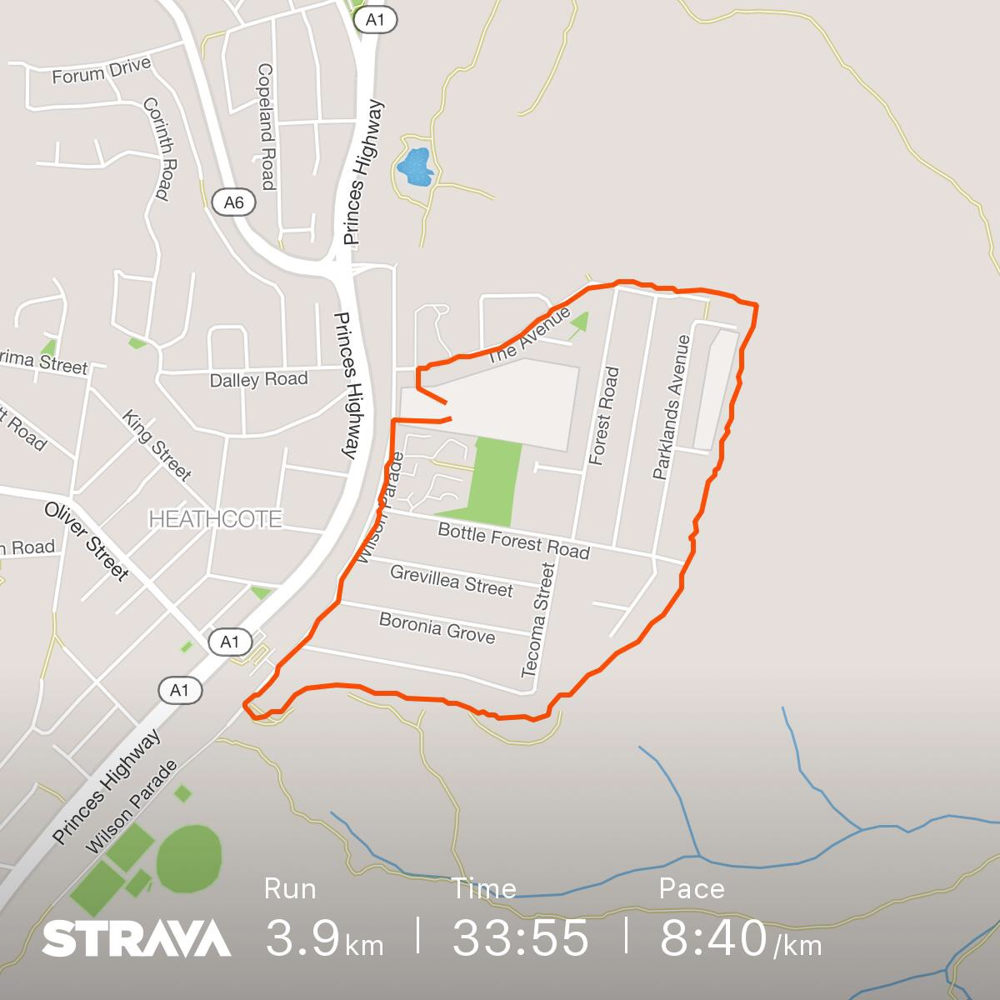 A1
Forum Drive
Copeland Road
Corinth Road
Princes Highway
A6
Princes Highway
The Avenue
rima Street
Dalley Road
Forest Road
Parklands Avenue
tt Road
King Street
Wilson Parade
HEATHCOTE
Oliver Street
Bottle Forest Road
n Road
Grevillea Street
Tecoma Street
Boronia Grove
A1
A1
Princes Highway
Wilson Parade
Run Time Pace
STRAVA 3.9 km | 33:55 | 8:40 /km